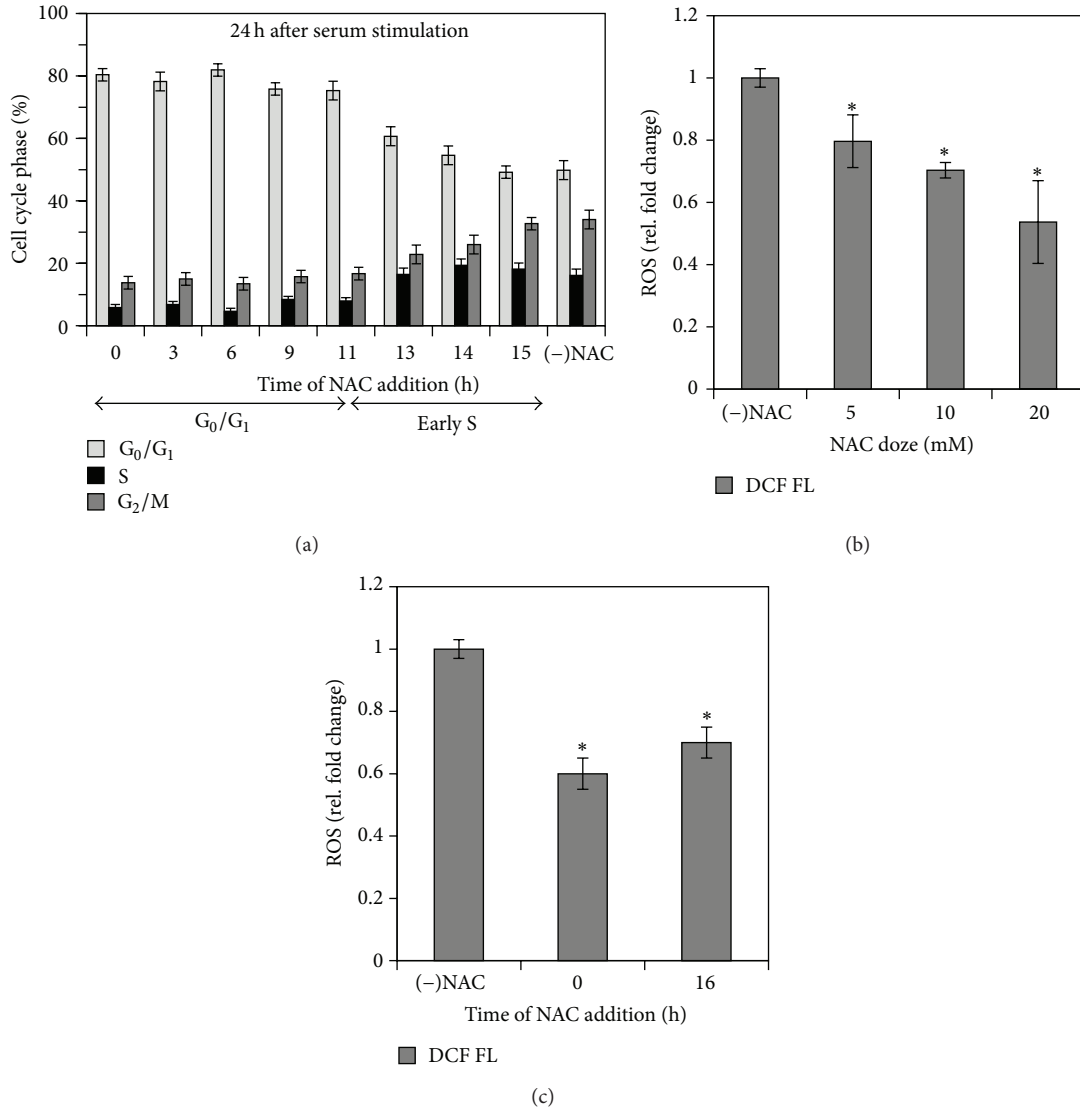 24 h after serum stimulation
Cell cycle phase (%)
100
80
60
40
20
0
0 3 6 9 11 13 14 15 (−)NAC
Time of NAC addition (h)
G₀/G₁ Early S
G₀/G₁
S
G₂/M
(a)
ROS (rel. fold change)
1.2
1
0.8
0.6
0.4
0.2
0
* * *
(−)NAC 5 10 20
NAC doze (mM)
DCF FL
(b)
ROS (rel. fold change)
1.2
1
0.8
0.6
0.4
0.2
0
* *
(−)NAC 0 16
Time of NAC addition (h)
DCF FL
(c)